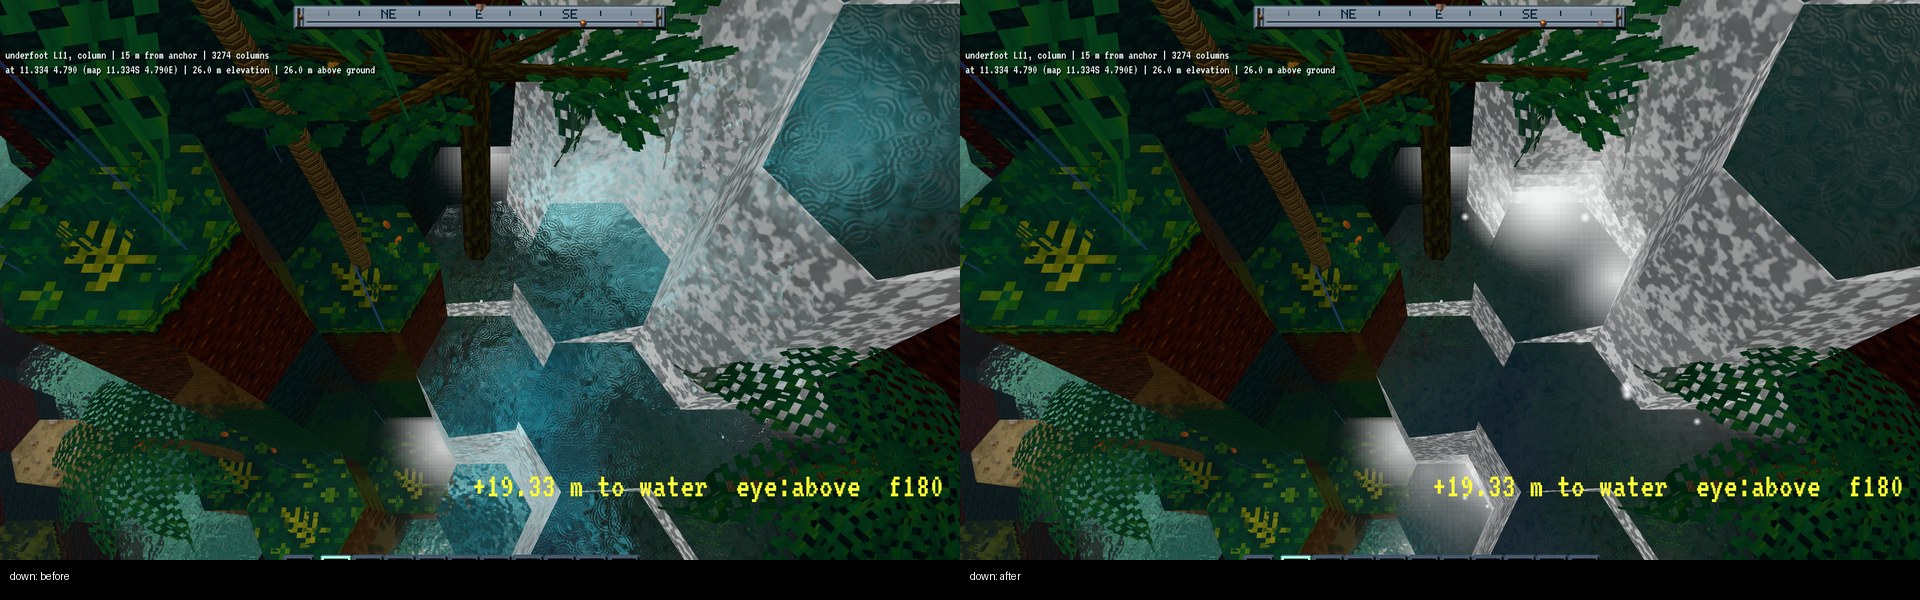 NE E SE
underfoot L11, column | 15 m from anchor | 3274 columns
at 11.334 4.790 (map 11.334S 4.790E) | 26.0 m elevation | 26.0 m above ground
+19.33 m to water eye:above f180
down: before
NE E SE
underfoot L11, column | 15 m from anchor | 3274 columns
at 11.334 4.790 (map 11.334S 4.790E) | 26.0 m elevation | 26.0 m above ground
+19.33 m to water eye:above f180
down: after